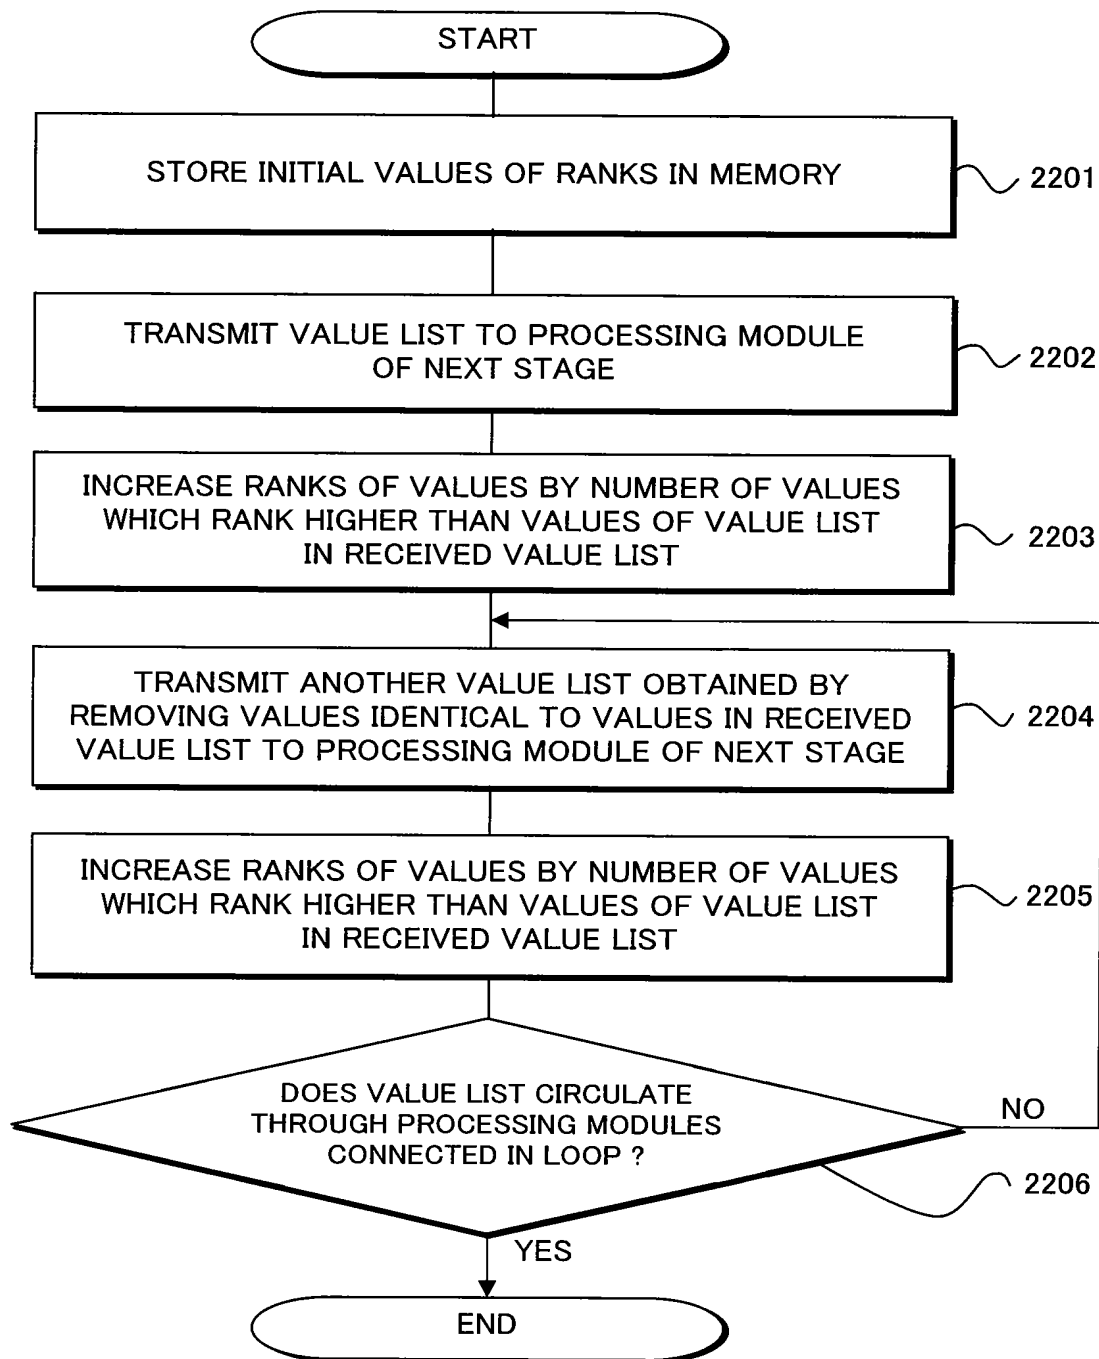 START
STORE INITIAL VALUES OF RANKS IN MEMORY
2201
TRANSMIT VALUE LIST TO PROCESSING MODULE
OF NEXT STAGE
2202
INCREASE RANKS OF VALUES BY NUMBER OF VALUES
WHICH RANK HIGHER THAN VALUES OF VALUE LIST
IN RECEIVED VALUE LIST
2203
TRANSMIT ANOTHER VALUE LIST OBTAINED BY
REMOVING VALUES IDENTICAL TO VALUES IN RECEIVED
VALUE LIST TO PROCESSING MODULE OF NEXT STAGE
2204
INCREASE RANKS OF VALUES BY NUMBER OF VALUES
WHICH RANK HIGHER THAN VALUES OF VALUE LIST
IN RECEIVED VALUE LIST
2205
DOES VALUE LIST CIRCULATE
THROUGH PROCESSING MODULES
CONNECTED IN LOOP ?
NO
2206
YES
END